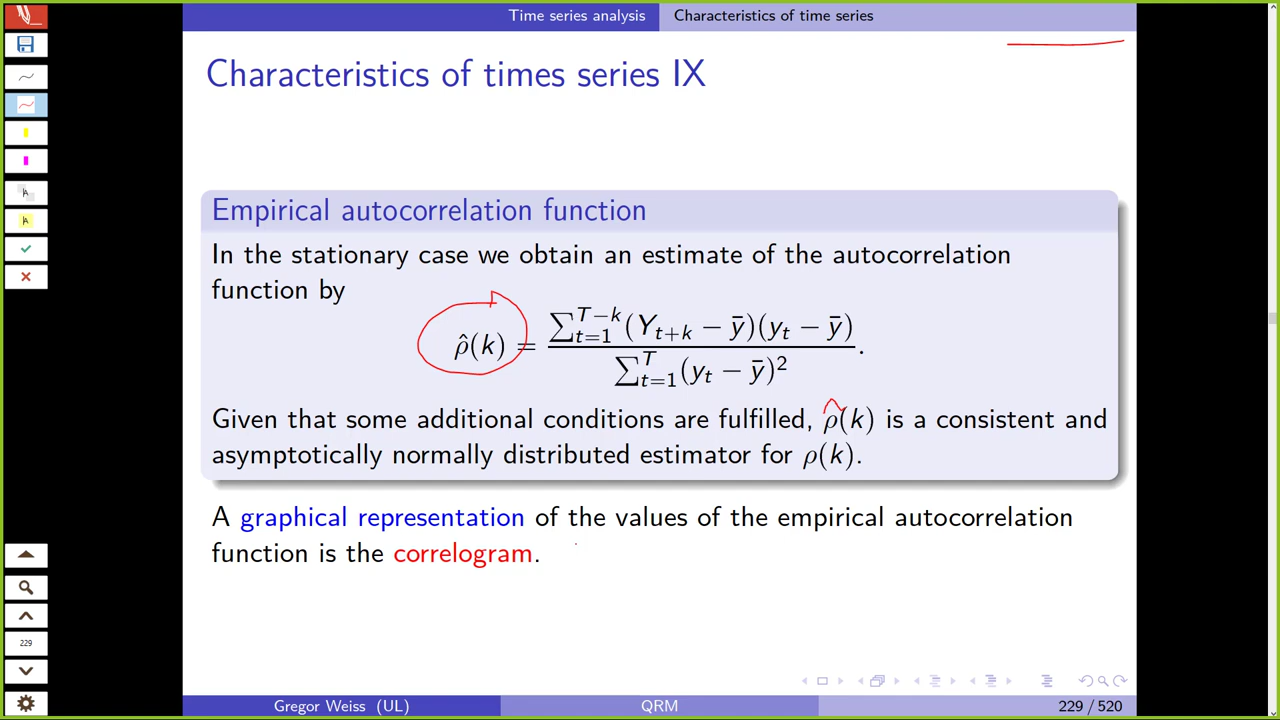 Time series analysis Characteristics of time series
Characteristics of times series IX
Empirical autocorrelation function
In the stationary case we obtain an estimate of the autocorrelation
function by
ρ̂(k) = ∑_{t=1}^{T−k} (Y_{t+k} − ȳ)(y_t − ȳ) / ∑_{t=1}^{T} (y_t − ȳ)² .
Given that some additional conditions are fulfilled, ρ̂(k) is a consistent and
asymptotically normally distributed estimator for ρ(k).
A graphical representation of the values of the empirical autocorrelation
function is the correlogram.
229
Gregor Weiss (UL) QRM 229 / 520